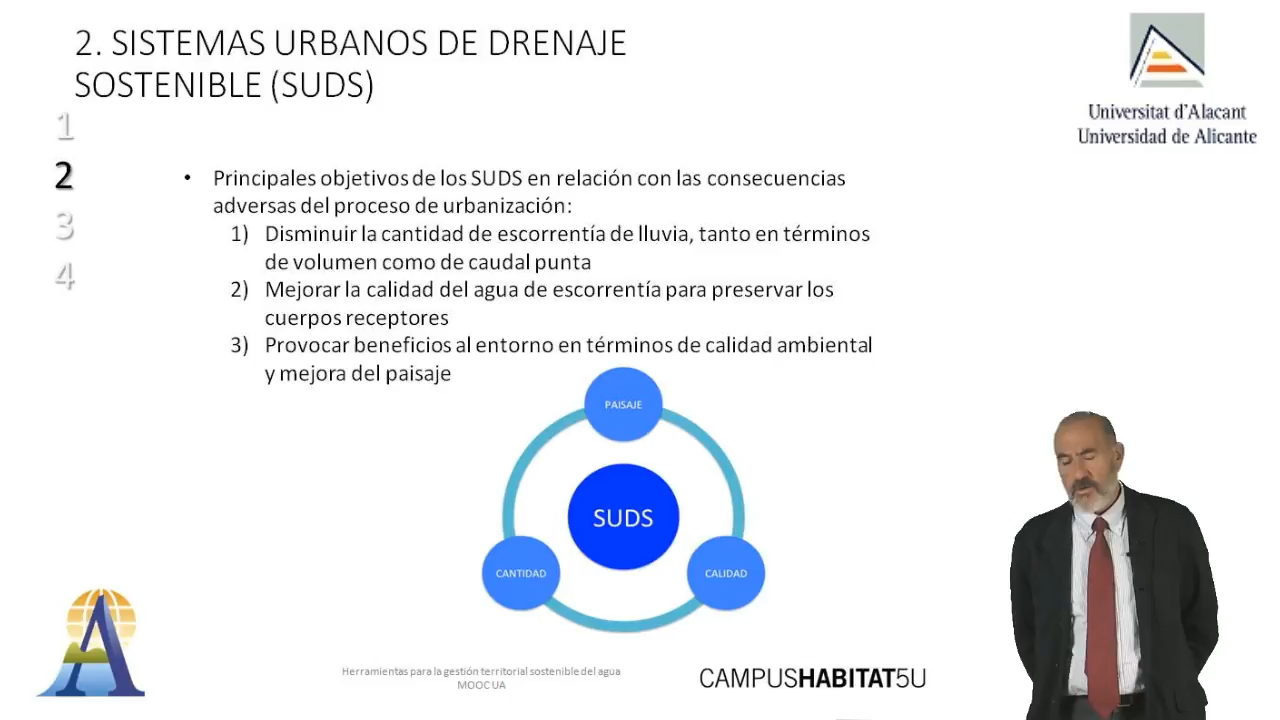 2. SISTEMAS URBANOS DE DRENAJE
SOSTENIBLE (SUDS)
Universitat d'Alacant
Universidad de Alicante
1
2
3
4
• Principales objetivos de los SUDS en relación con las consecuencias
adversas del proceso de urbanización:
1) Disminuir la cantidad de escorrentía de lluvia, tanto en términos
de volumen como de caudal punta
2) Mejorar la calidad del agua de escorrentía para preservar los
cuerpos receptores
3) Provocar beneficios al entorno en términos de calidad ambiental
y mejora del paisaje
PAISAJE
SUDS
CANTIDAD
CALIDAD
Herramientas para la gestión territorial sostenible del agua
MOOC UA
CAMPUSHABITAT5U